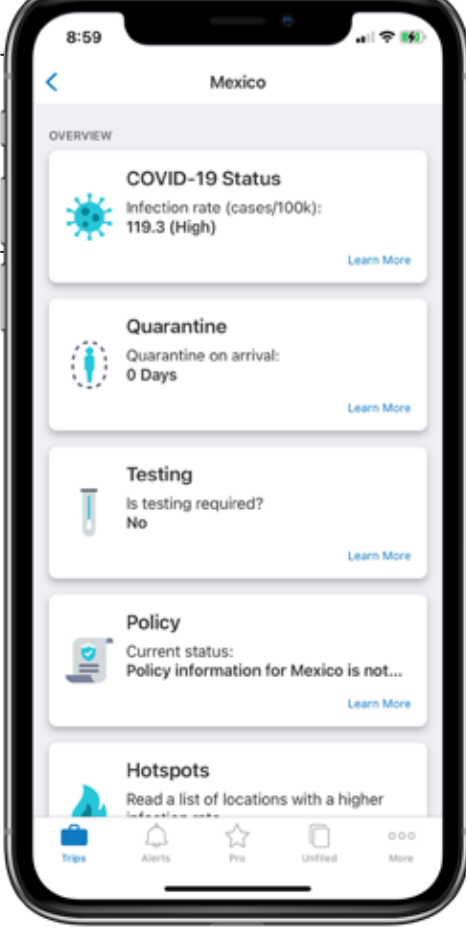 8:59
Mexico
OVERVIEW
COVID-19 Status
Infection rate (cases/100k):
119.3 (High)
Learn More
Quarantine
Quarantine on arrival:
0 Days
Learn More
Testing
Is testing required?
No
Learn More
Policy
Current status:
Policy information for Mexico is not...
Learn More
Hotspots
Read a list of locations with a higher
infection rate
Trips
Alerts
Pro
Unfiled
More